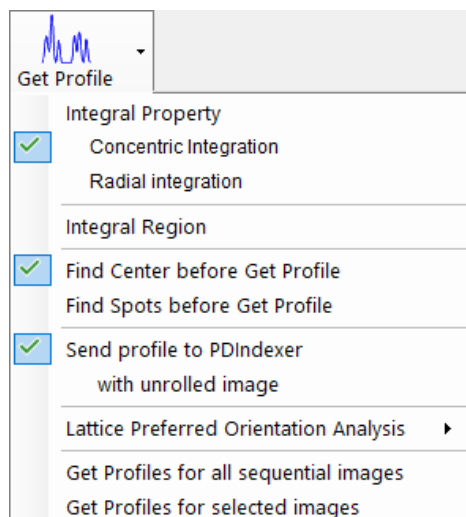 Get Profile
Integral Property
Concentric Integration
Radial integration
Integral Region
Find Center before Get Profile
Find Spots before Get Profile
Send profile to PDIndexer
with unrolled image
Lattice Preferred Orientation Analysis
Get Profiles for all sequential images
Get Profiles for selected images